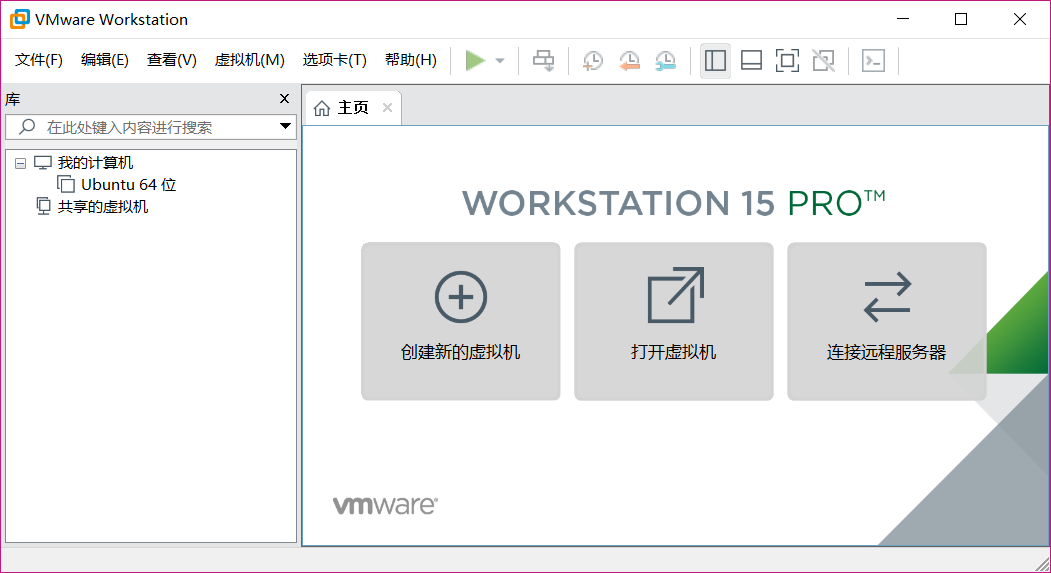 VMware Workstation
文件(F) 编辑(E) 查看(V) 虚拟机(M) 选项卡(T) 帮助(H)
库
在此处键入内容进行搜索
我的计算机
Ubuntu 64 位
共享的虚拟机
主页
WORKSTATION 15 PRO™
创建新的虚拟机
打开虚拟机
连接远程服务器
vmware®